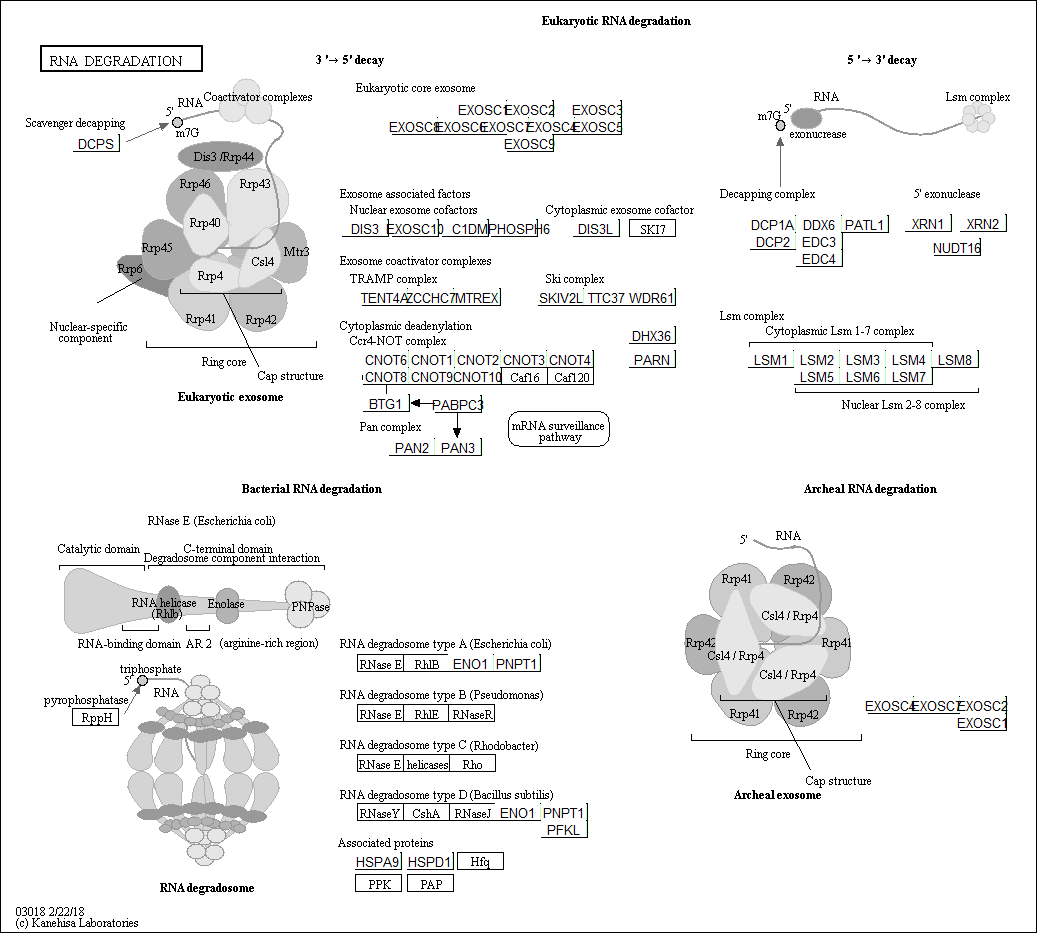 Eukaryotic RNA degradation
RNA DEGRADATION
3 '→ 5' decay
5 '→ 3' decay
Eukaryotic core exosome
EXOSC1 EXOSC2 EXOSC3
EXOSC8 EXOSC6 EXOSC7 EXOSC4 EXOSC5
EXOSC9
5' RNA Coactivator complexes
m7G
Scavenger decapping
DCPS
Dis3 /Rrp44
Rrp46 Rrp43
Rrp40
Rrp45 Csl4 Mtr3
Rrp6 Rrp4
Rrp41 Rrp42
Nuclear-specific
component
Ring core
Cap structure
Eukaryotic exosome
Exosome associated factors
Nuclear exosome cofactors
DIS3 EXOSC10 C1DM PHOSPH6
Cytoplasmic exosome cofactor
DIS3L SKI7
Exosome coactivator complexes
TRAMP complex
TENT4A ZCCHC7 MTREX
Ski complex
SKIV2L TTC37 WDR61
Cytoplasmic deadenylation
Ccr4-NOT complex
CNOT6 CNOT1 CNOT2 CNOT3 CNOT4
CNOT8 CNOT9 CNOT10 Caf16 Caf120
DHX36
PARN
BTG1 PABPC3
Pan complex
PAN2 PAN3
mRNA surveillance
pathway
5' RNA
m7G
exonucrease
Lsm complex
Decapping complex
DCP1A DDX6 PATL1
DCP2 EDC3
EDC4
5' exonuclease
XRN1 XRN2
NUDT16
Lsm complex
Cytoplasmic Lsm 1-7 complex
LSM1 LSM2 LSM3 LSM4 LSM8
LSM5 LSM6 LSM7
Nuclear Lsm 2-8 complex
Bacterial RNA degradation
RNase E (Escherichia coli)
Catalytic domain C-terminal domain
Degradosome component interaction
RNA helicase
(Rhlb)
Enolase
PNPase
RNA-binding domain AR 2 (arginine-rich region)
triphosphate
5' RNA
pyrophosphatase
RppH
RNA degradosome
RNA degradosome type A (Escherichia coli)
RNase E RhlB ENO1 PNPT1
RNA degradosome type B (Pseudomonas)
RNase E RhlE RNaseR
RNA degradosome type C (Rhodobacter)
RNase E helicases Rho
RNA degradosome type D (Bacillus subtilis)
RNaseY CshA RNaseJ ENO1 PNPT1
PFKL
Associated proteins
HSPA9 HSPD1 Hfq
PPK PAP
Archeal RNA degradation
5' RNA
Rrp41 Rrp42
Csl4 / Rrp4
Rrp42 Rrp41
Csl4 / Rrp4
Csl4 / Rrp4
Rrp41 Rrp42
Ring core
Cap structure
Archeal exosome
EXOSC4 EXOSC7 EXOSC2
EXOSC1
03018 2/22/18
(c) Kanehisa Laboratories